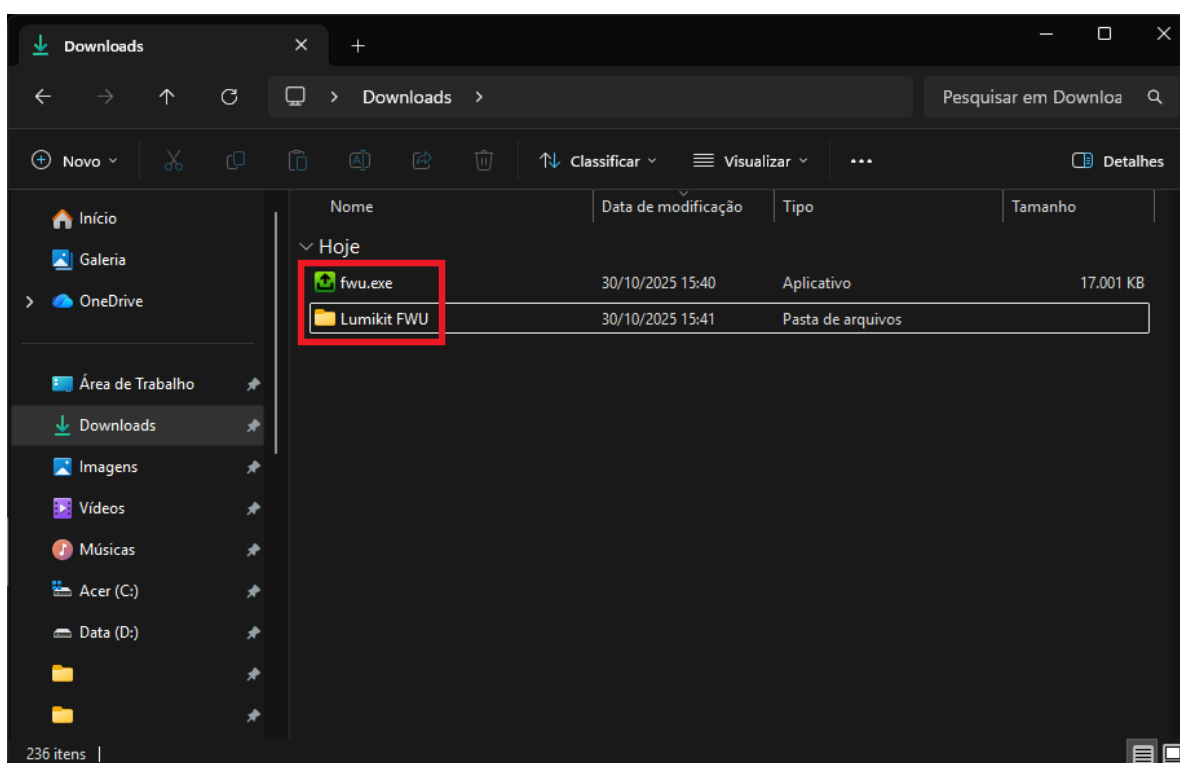 Downloads
Downloads
Pesquisar em Downloa
Novo
Classificar
Visualizar
Detalhes
Início
Galeria
OneDrive
Área de Trabalho
Downloads
Imagens
Vídeos
Músicas
Acer (C:)
Data (D:)
Nome Data de modificação Tipo Tamanho
Hoje
fwu.exe 30/10/2025 15:40 Aplicativo 17.001 KB
Lumikit FWU 30/10/2025 15:41 Pasta de arquivos
236 itens